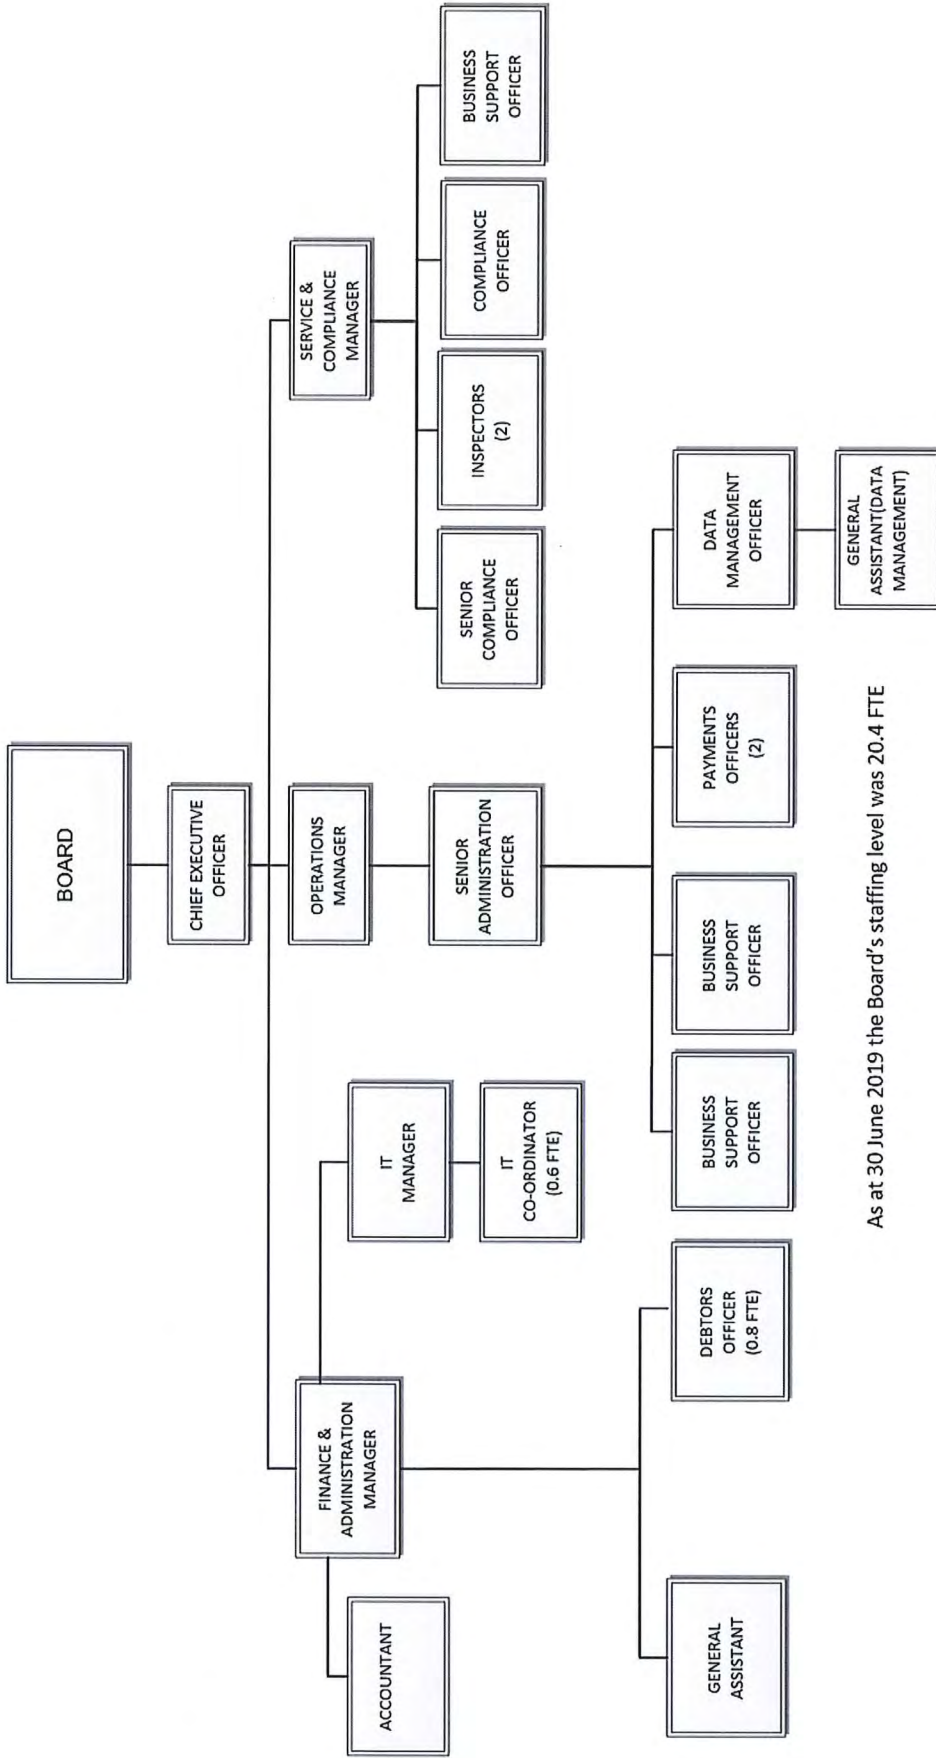 BOARD
CHIEF EXECUTIVE
OFFICER
FINANCE &
ADMINISTRATION
MANAGER
OPERATIONS
MANAGER
SERVICE &
COMPLIANCE
MANAGER
ACCOUNTANT
IT
MANAGER
IT
CO-ORDINATOR
(0.6 FTE)
SENIOR
ADMINISTRATION
OFFICER
SENIOR
COMPLIANCE
OFFICER
INSPECTORS
(2)
COMPLIANCE
OFFICER
BUSINESS
SUPPORT
OFFICER
GENERAL
ASSISTANT
DEBTORS
OFFICER
(0.8 FTE)
BUSINESS
SUPPORT
OFFICER
BUSINESS
SUPPORT
OFFICER
PAYMENTS
OFFICERS
(2)
DATA
MANAGEMENT
OFFICER
GENERAL
ASSISTANT(DATA
MANAGEMENT)
As at 30 June 2019 the Board's staffing level was 20.4 FTE